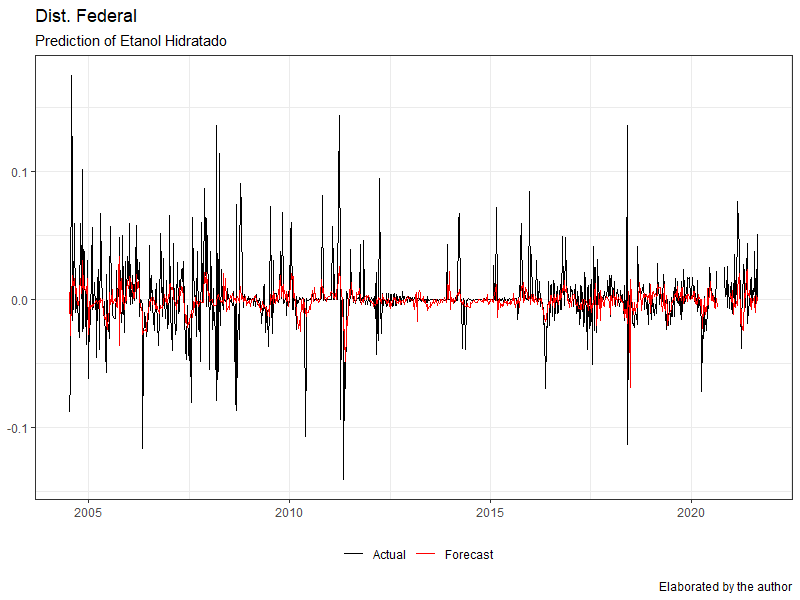 Dist. Federal
Prediction of Etanol Hidratado
0.1
0.0
-0.1
2005 2010 2015 2020
Actual Forecast
Elaborated by the author